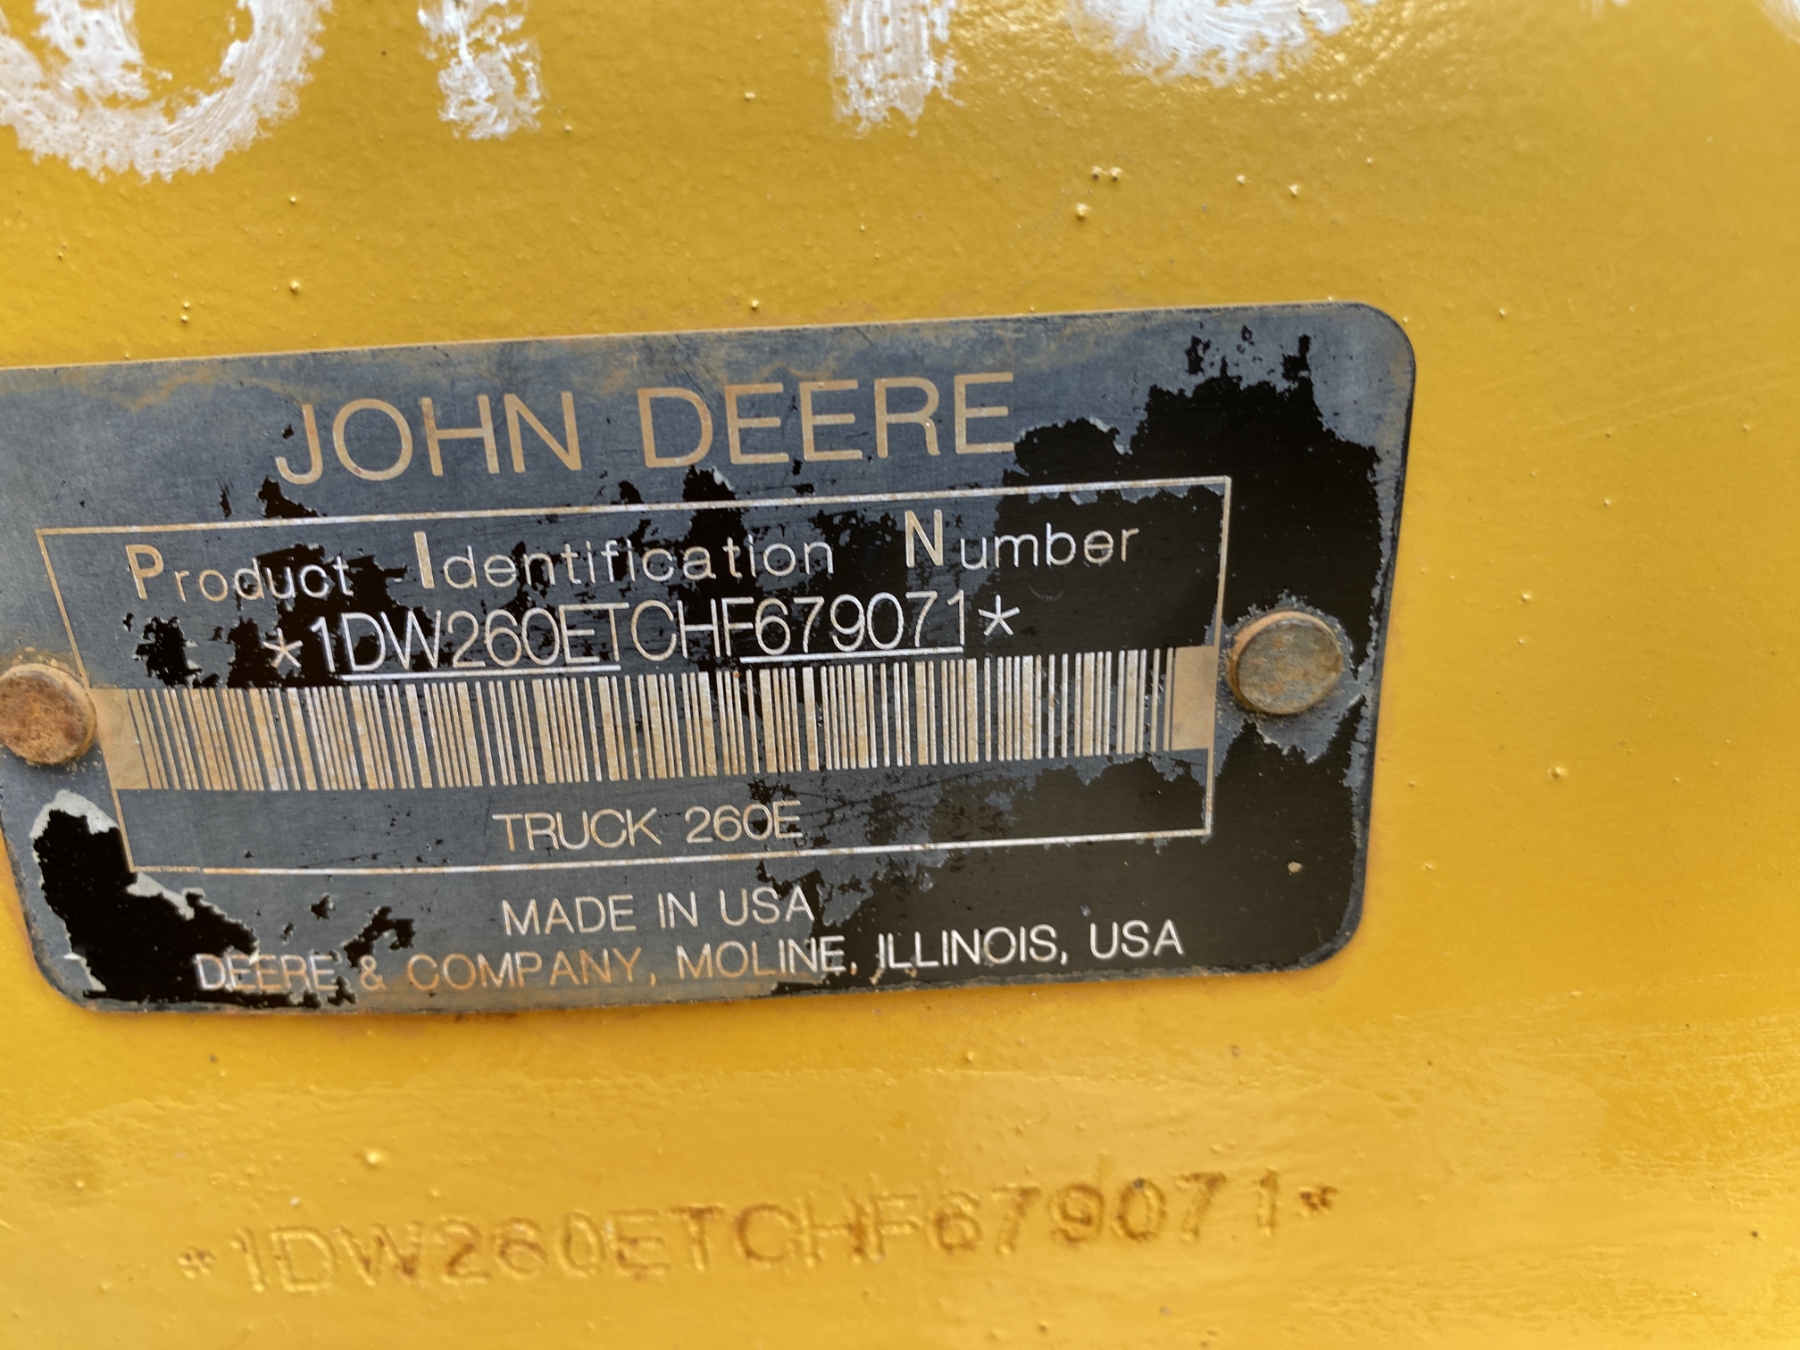 JOHN DEERE
Product Identification Number
*1DW260ETCHF679071*
TRUCK 260E
MADE IN USA
DEERE & COMPANY, MOLINE, ILLINOIS, USA
*1DW260ETCHF679071*